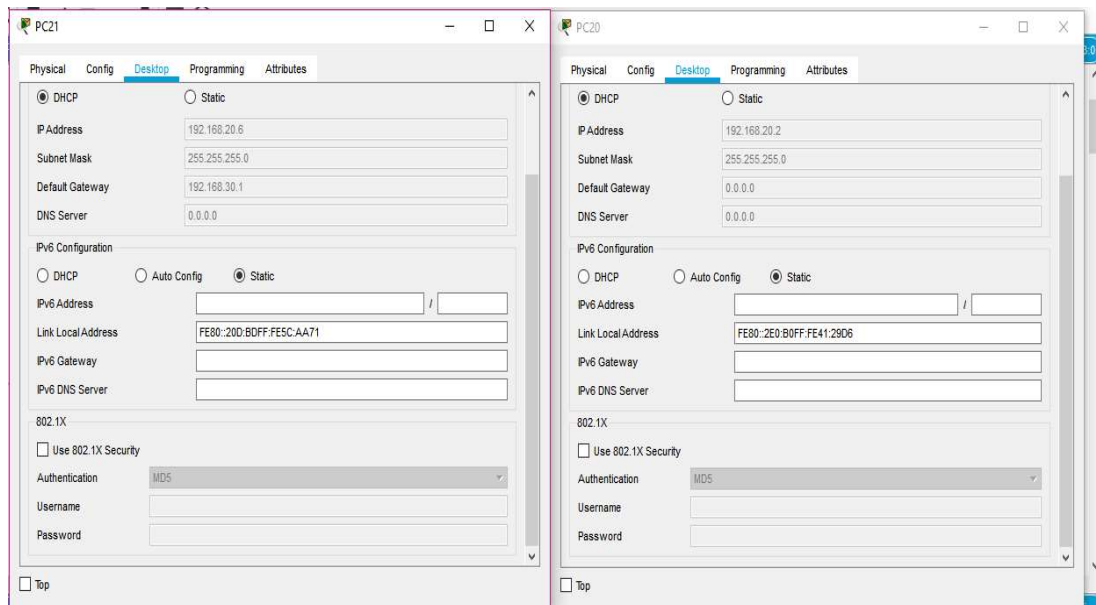 PC21
Physical Config Desktop Programming Attributes
DHCP Static
IP Address 192.168.20.6
Subnet Mask 255.255.255.0
Default Gateway 192.168.30.1
DNS Server 0.0.0.0
IPv6 Configuration
DHCP Auto Config Static
IPv6 Address /
Link Local Address FE80::20D:BDFF:FE5C:AA71
IPv6 Gateway
IPv6 DNS Server
802.1X
Use 802.1X Security
Authentication MD5
Username
Password
Top
PC20
Physical Config Desktop Programming Attributes
DHCP Static
IP Address 192.168.20.2
Subnet Mask 255.255.255.0
Default Gateway 0.0.0.0
DNS Server 0.0.0.0
IPv6 Configuration
DHCP Auto Config Static
IPv6 Address /
Link Local Address FE80::2E0:B0FF:FE41:29D6
IPv6 Gateway
IPv6 DNS Server
802.1X
Use 802.1X Security
Authentication MD5
Username
Password
Top